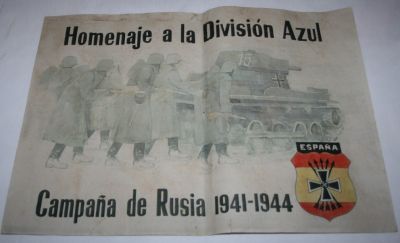 Homenaje a la División Azul
15
ESPAÑA
Campaña de Rusia 1941-1944